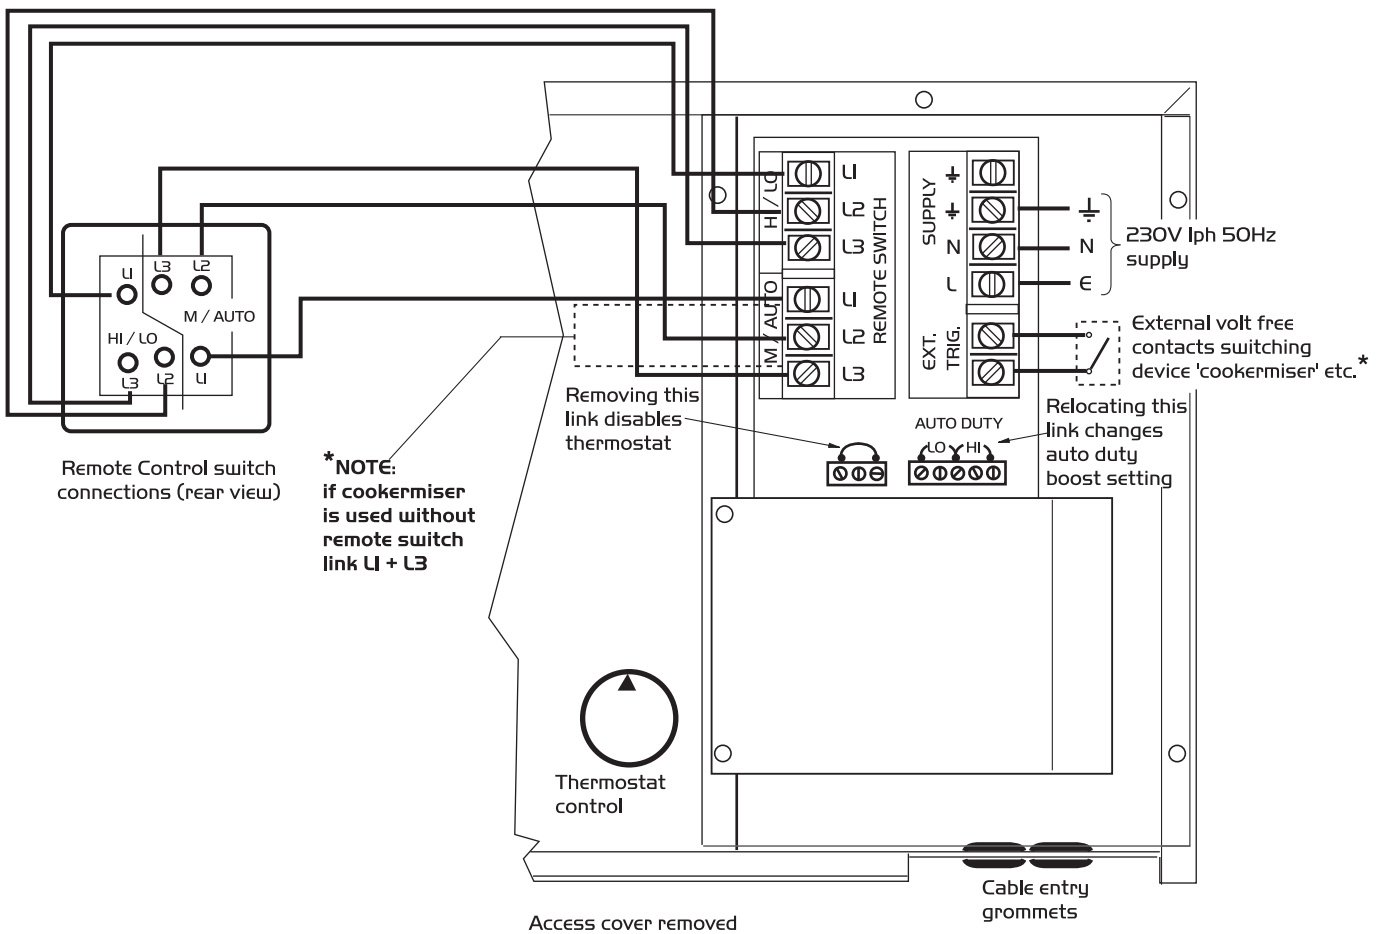 HI / LO
M / AUTO
L1
L2
L3
L1
L2
L3
REMOTE SWITCH
SUPPLY
N
L
EXT.
TRIG.
N
E
230V 1ph 50Hz
supply
External volt free
contacts switching
device 'cookermiser' etc.*
L1
L3
L2
M / AUTO
HI / LO
L3
L2
L1
Remote Control switch
connections (rear view)
*NOTE:
if cookermiser
is used without
remote switch
link L1 + L3
Removing this
link disables
thermostat
AUTO DUTY
LO
HI
Relocating this
link changes
auto duty
boost setting
Thermostat
control
Cable entry
grommets
Access cover removed